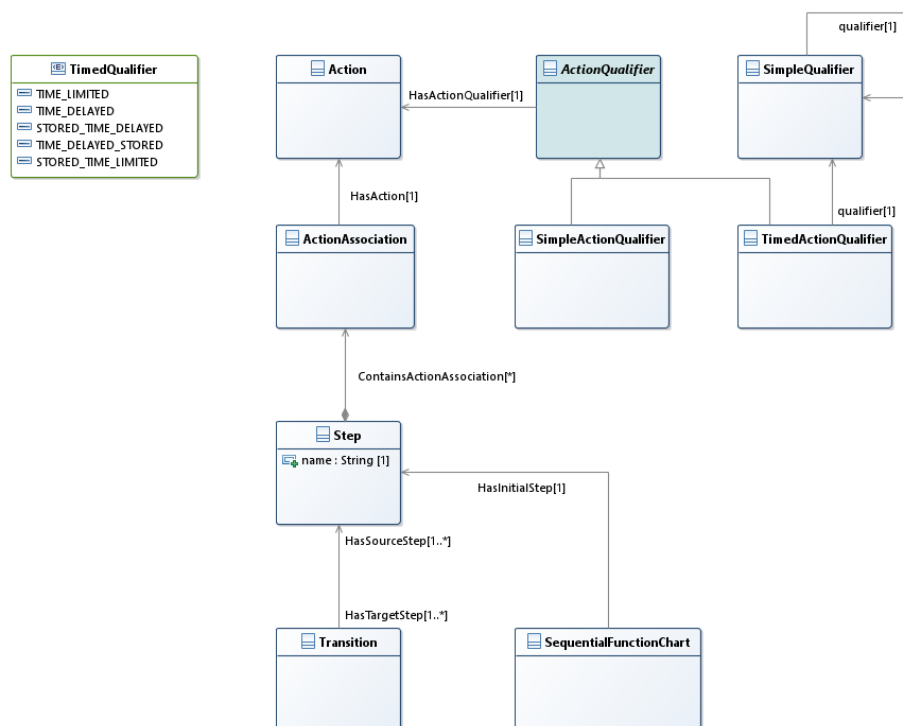 qualifier[1]
TimedQualifier
TIME_LIMITED
TIME_DELAYED
STORED_TIME_DELAYED
TIME_DELAYED_STORED
STORED_TIME_LIMITED
Action
HasActionQualifier[1]
ActionQualifier
SimpleQualifier
HasAction[1]
qualifier[1]
ActionAssociation
SimpleActionQualifier
TimedActionQualifier
ContainsActionAssociation[*]
Step
name : String [1]
HasInitialStep[1]
HasSourceStep[1..*]
HasTargetStep[1..*]
Transition
SequentialFunctionChart